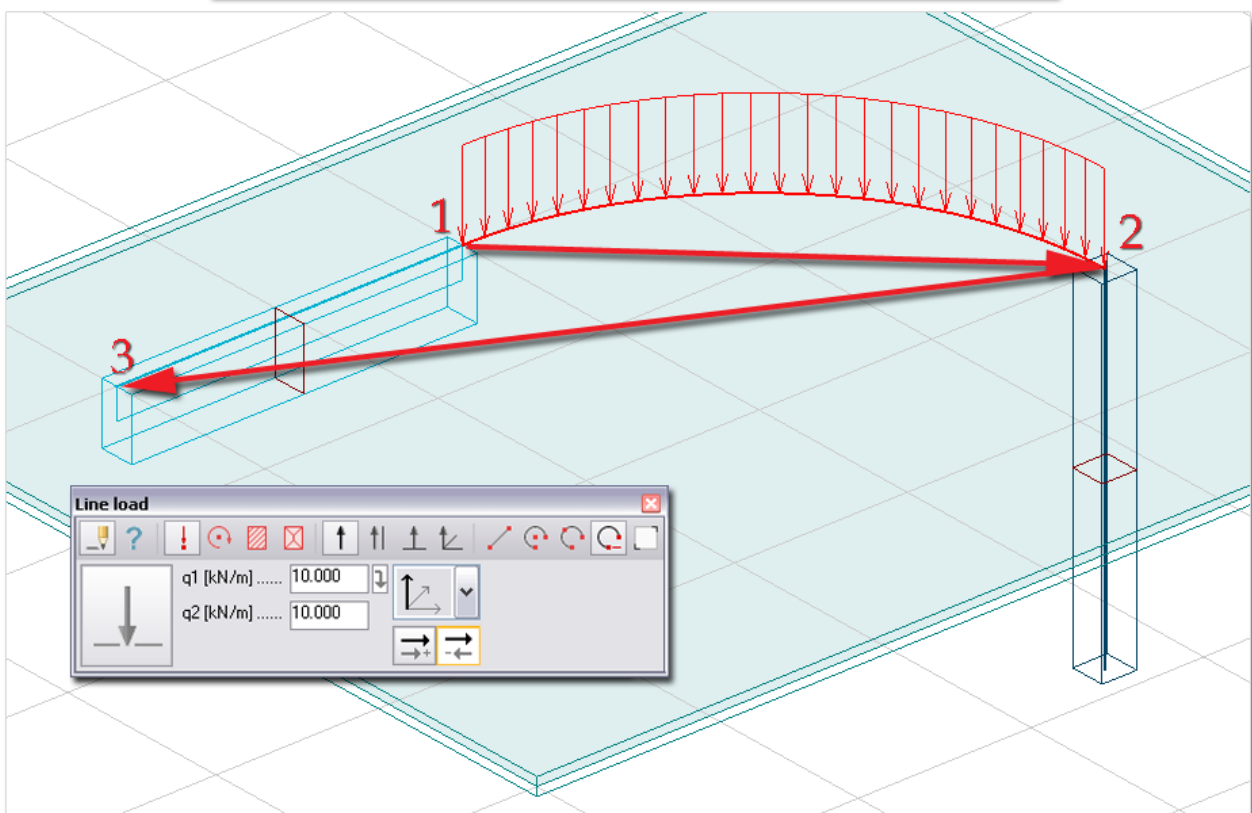 1
2
3
Line load
?
q1 [kN/m] ...... 10.000
q2 [kN/m] ...... 10.000